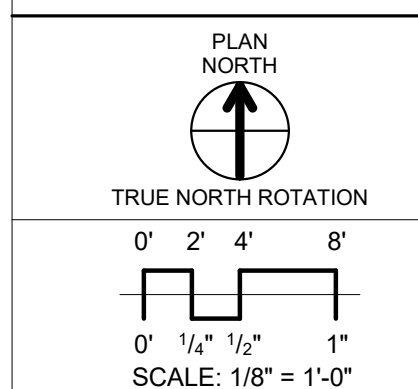 PLAN
NORTH
TRUE NORTH ROTATION
0' 2' 4' 8'
0' 1/4" 1/2" 1"
SCALE: 1/8" = 1'-0"